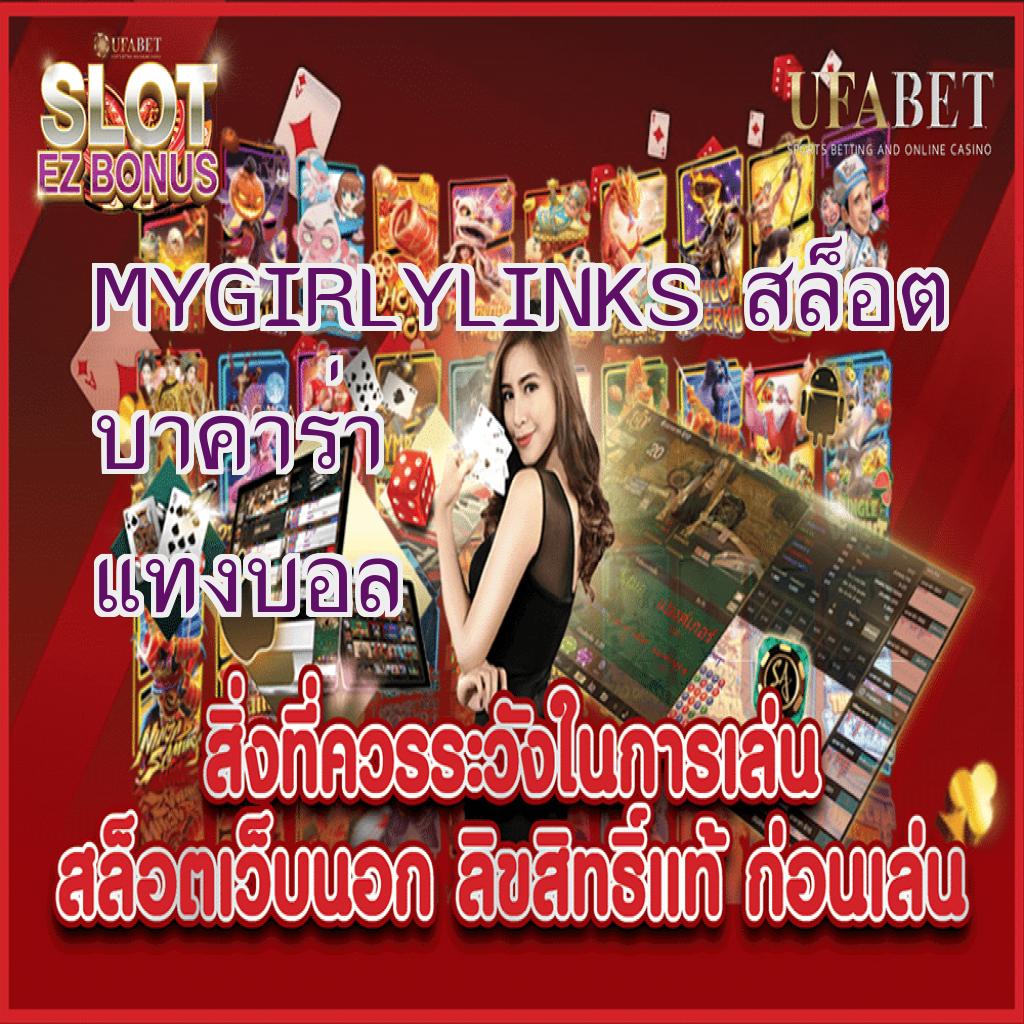 UFABET
SLOT
EZ BONUS
UFABET
SPORTS BETTING AND ONLINE CASINO
MYGIRLYLINKS สล็อต
บาคาร่า
แทงบอล
สิ่งที่ควรระวังในการเล่น
สล็อตเว็บนอก ลิขสิทธิ์แท้ ก่อนเล่น